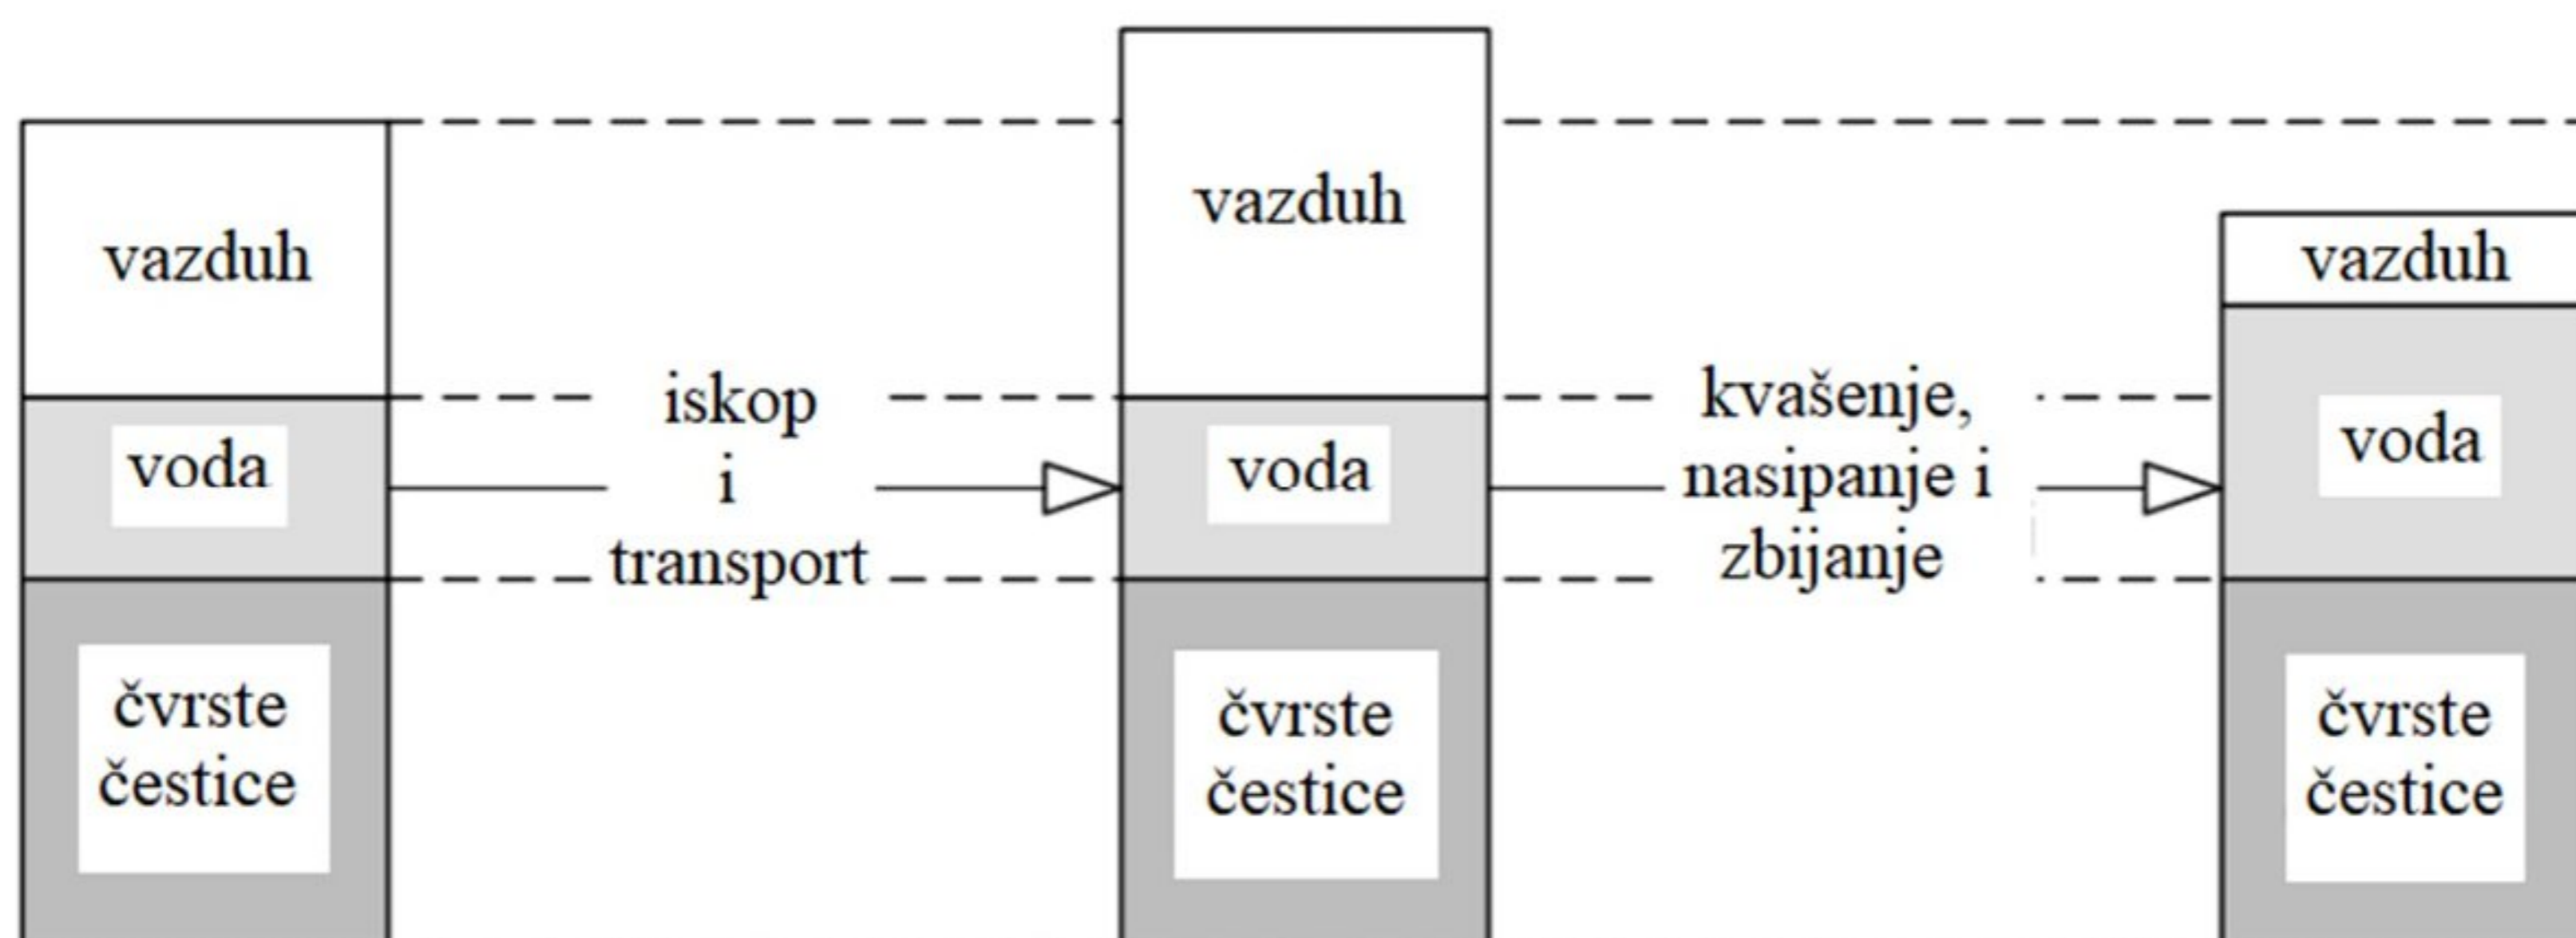 vazduh
voda
čvrste
čestice
iskop
i
transport
vazduh
voda
čvrste
čestice
kvašenje,
nasipanje i
zbijanje
vazduh
voda
čvrste
čestice